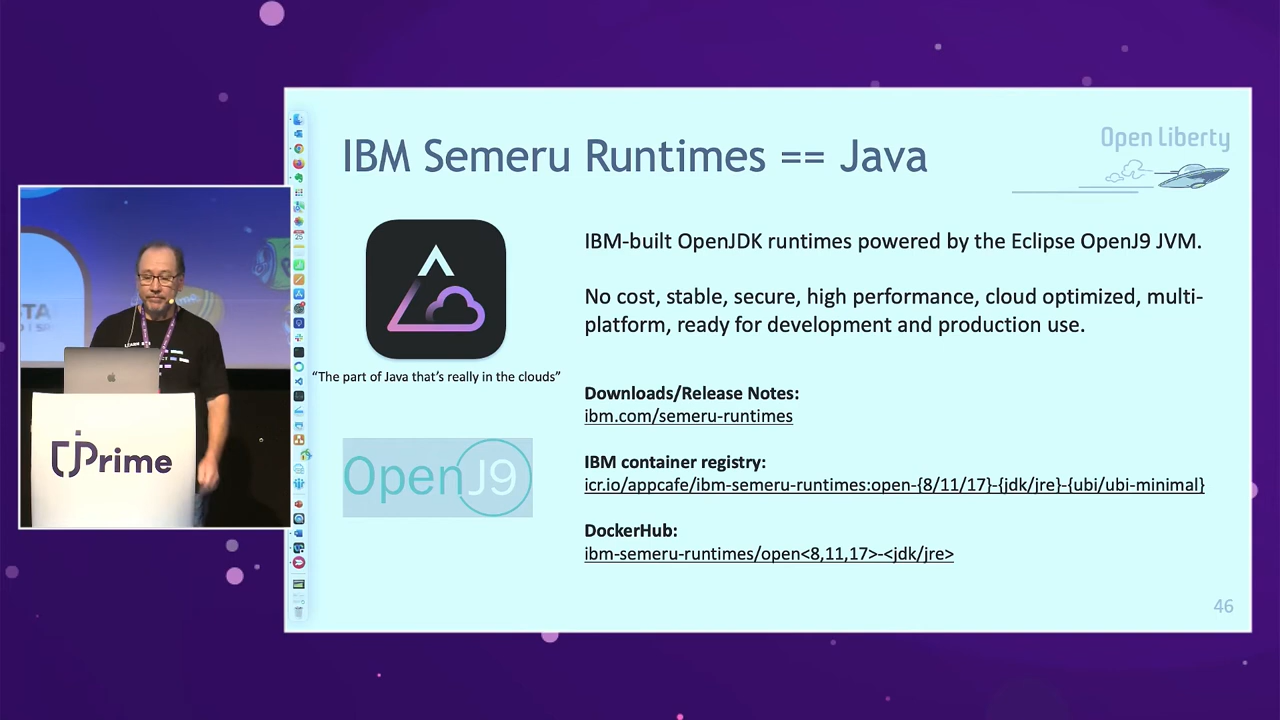 IBM Semeru Runtimes == Java
Open Liberty
IBM-built OpenJDK runtimes powered by the Eclipse OpenJ9 JVM.
No cost, stable, secure, high performance, cloud optimized, multi-
platform, ready for development and production use.
"The part of Java that's really in the clouds"
Downloads/Release Notes:
ibm.com/semeru-runtimes
OpenJ9
IBM container registry:
icr.io/appcafe/ibm-semeru-runtimes:open-{8/11/17}-{jdk/jre}-{ubi/ubi-minimal}
DockerHub:
ibm-semeru-runtimes/open<8,11,17>-<jdk/jre>
46
jPrime